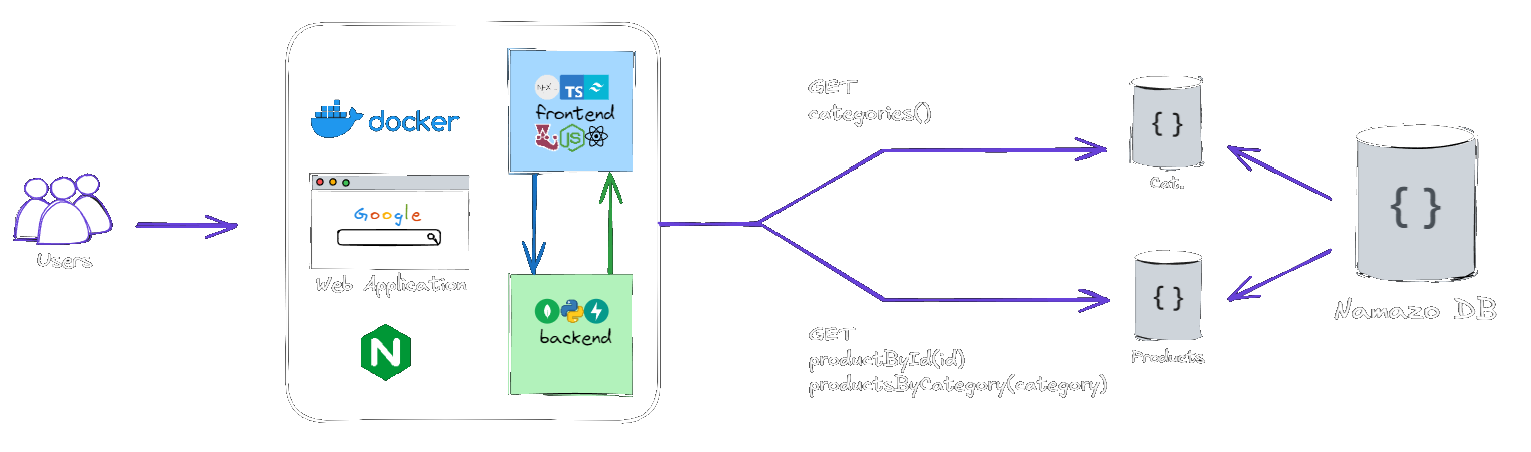 Users
docker
Google
Web Application
N
TS
frontend
JS
backend
GET
categories()
GET
productById(id)
productsByCategory(category)
{ }
Cat.
{ }
Products
{ }
Namazo DB